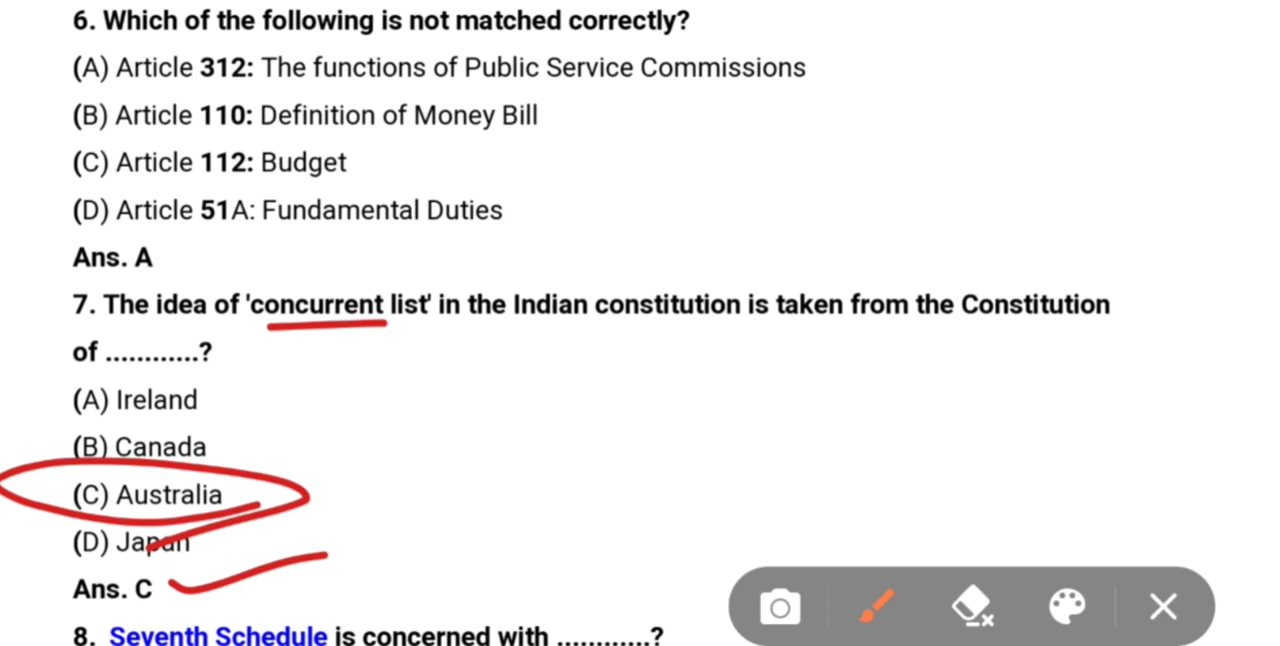 6. Which of the following is not matched correctly?
(A) Article 312: The functions of Public Service Commissions
(B) Article 110: Definition of Money Bill
(C) Article 112: Budget
(D) Article 51A: Fundamental Duties
Ans. A
7. The idea of 'concurrent list' in the Indian constitution is taken from the Constitution
of ............?
(A) Ireland
(B) Canada
(C) Australia
(D) Japan
Ans. C
8. Seventh Schedule is concerned with ............?